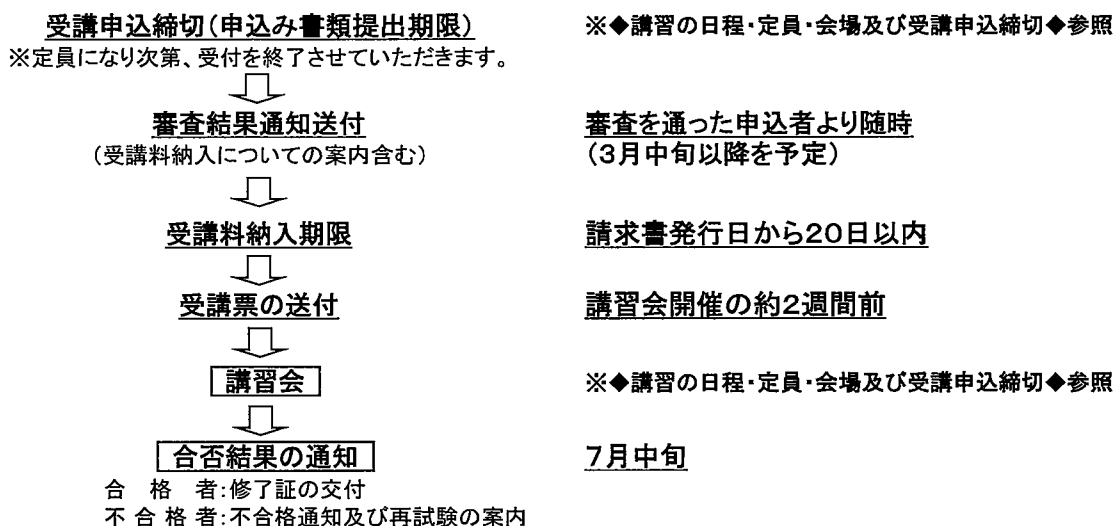 受講申込締切(申込み書類提出期限) ※◆講習の日程・定員・会場及び受講申込締切◆参照
※定員になり次第、受付を終了させていただきます。
審査結果通知送付 審査を通った申込者より随時
(受講料納入についての案内含む) (3月中旬以降を予定)
受講料納入期限 請求書発行日から20日以内
受講票の送付 講習会開催の約2週間前
講習会 ※◆講習の日程・定員・会場及び受講申込締切◆参照
合否結果の通知 7月中旬
合 格 者:修了証の交付
不 合 格 者:不合格通知及び再試験の案内